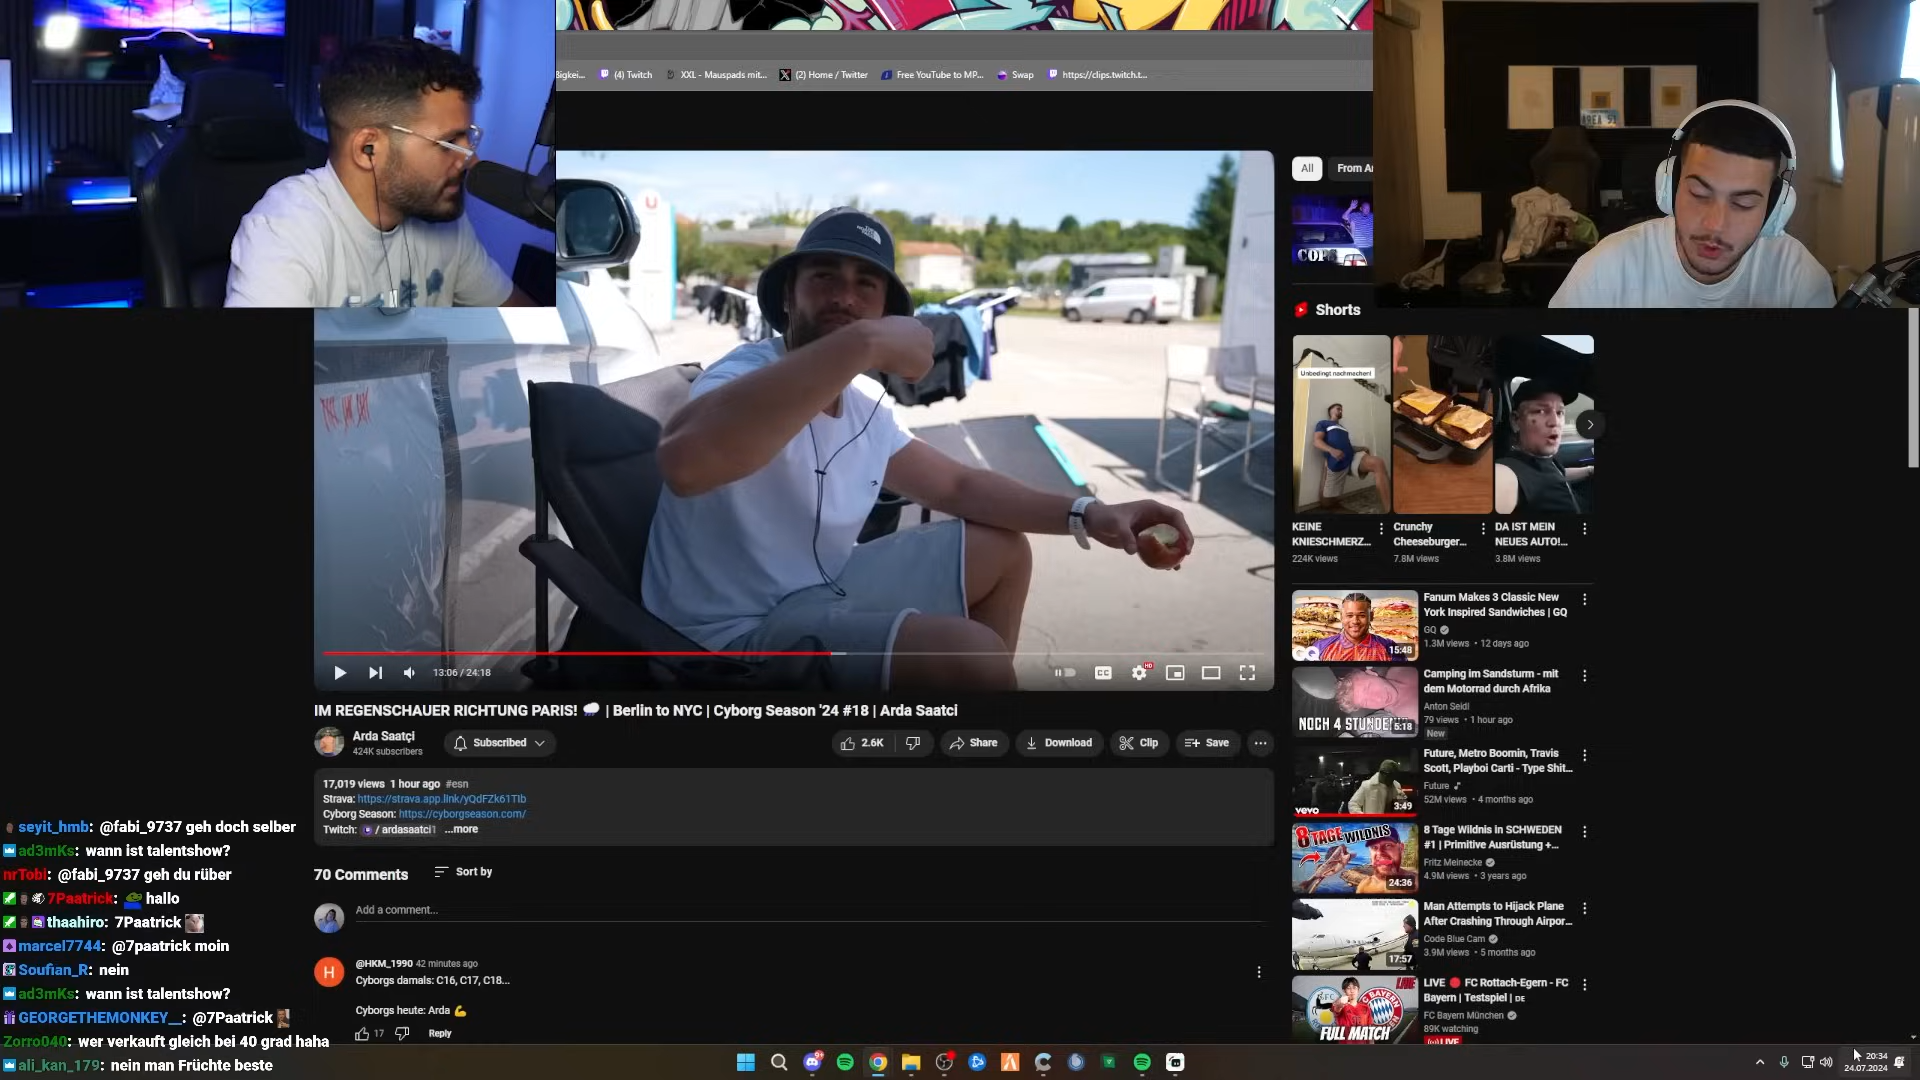 (4) Twitch
XXL - Mauspads mit...
(2) Home / Twitter
Free YouTube to MP...
Swap
https://clips.twitch.t...
AREA 51
All
From Ar
COPS
Shorts
Unbedingt nachmachen!
KEINE KNIESCHMERZ...
224K views
Crunchy Cheeseburger...
7.8M views
DA IST MEIN NEUES AUTO!...
3.8M views
13:06 / 24:18
CC
HD
IM REGENSCHAUER RICHTUNG PARIS! 🌧️ | Berlin to NYC | Cyborg Season '24 #18 | Arda Saatci
Arda Saatçi
424K subscribers
Subscribed
2.6K
Share
Download
Clip
Save
17,019 views 1 hour ago #esn
Strava: https://strava.app.link/yQdFZk61TIb
Cyborg Season: https://cyborgseason.com/
Twitch: / ardasaatci1 ...more
70 Comments
Sort by
Add a comment...
H
@HKM_1990 42 minutes ago
Cyborgs damals: C16, C17, C18...
Cyborgs heute: Arda 💪
17
Reply
Fanum Makes 3 Classic New
York Inspired Sandwiches | GQ
GQ
1.3M views • 12 days ago
15:48
Camping im Sandsturm - mit
dem Motorrad durch Afrika
Anton Seidl
79 views • 1 hour ago
New
NOCH 4 STUNDEN
5:18
Future, Metro Boomin, Travis
Scott, Playboi Carti - Type Shit...
Future
52M views • 4 months ago
vevo
3:49
8 Tage Wildnis in SCHWEDEN
#1 | Primitive Ausrüstung +...
Fritz Meinecke
4.9M views • 3 years ago
8 TAGE WILDNIS
24:36
Man Attempts to Hijack Plane
After Crashing Through Airpor...
Code Blue Cam
3.9M views • 5 months ago
17:57
LIVE 🔴 FC Rottach-Egern - FC
Bayern | Testspiel | DE
FC Bayern München
89K watching
LIVE
FULL MATCH
LIVE
seyit_hmb: @fabi_9737 geh doch selber
ad3mKs: wann ist talentshow?
nrTobi: @fabi_9737 geh du rüber
7Paatrick: hallo
thaahiro: 7Paatrick
marcel7744: @7paatrick moin
Soufian_R: nein
ad3mKs: wann ist talentshow?
GEORGETHEMONKEY__: @7Paatrick
Zorro040: wer verkauft gleich bei 40 grad haha
ali_kan_179: nein man Früchte beste
20:34
24.07.2024